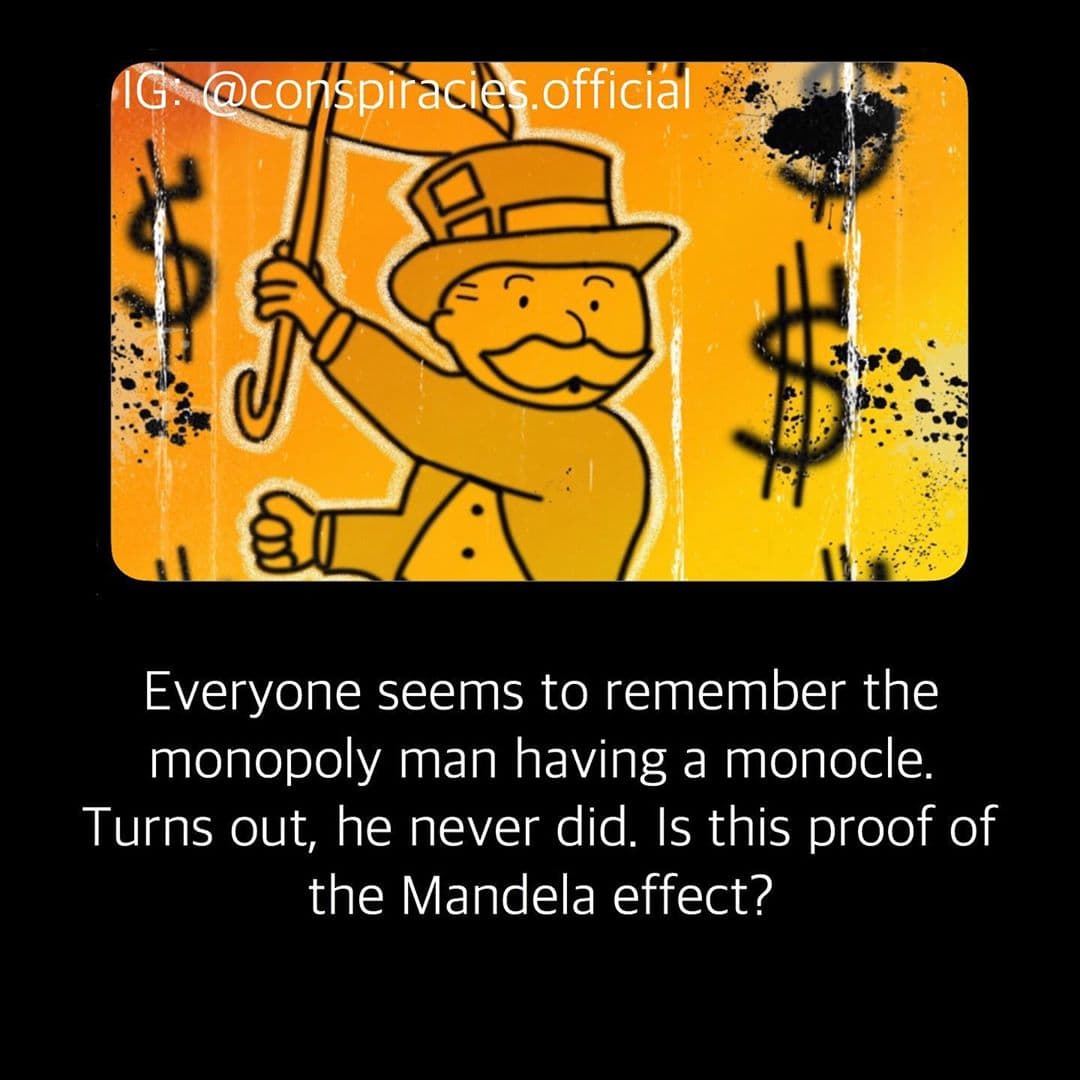 IG: @conspiracies.official
$
$
$
Everyone seems to remember the
monopoly man having a monocle.
Turns out, he never did. Is this proof of
the Mandela effect?